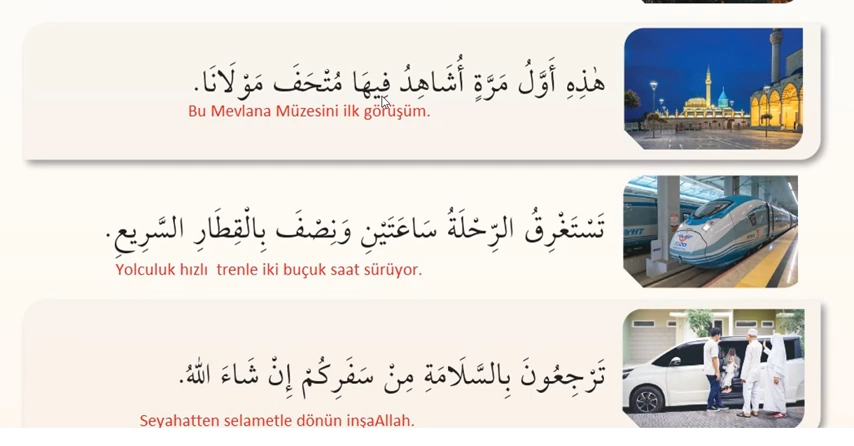 هٰذِهِ أَوَّلُ مَرَّةٍ أُشَاهِدُ فِيهَا مُتْحَفَ مَوْلَانَا.
Bu Mevlana Müzesini ilk görüşüm.
تَسْتَغْرِقُ الرِّحْلَةُ سَاعَتَيْنِ وَنِصْفَ بِالْقِطَارِ السَّرِيعِ.
Yolculuk hızlı  trenle iki buçuk saat sürüyor.
تَرْجِعُونَ بِالسَّلَامَةِ مِنْ سَفَرِكُمْ إِنْ شَاءَ اللهُ.
Seyahatten selametle dönün inşaAllah.